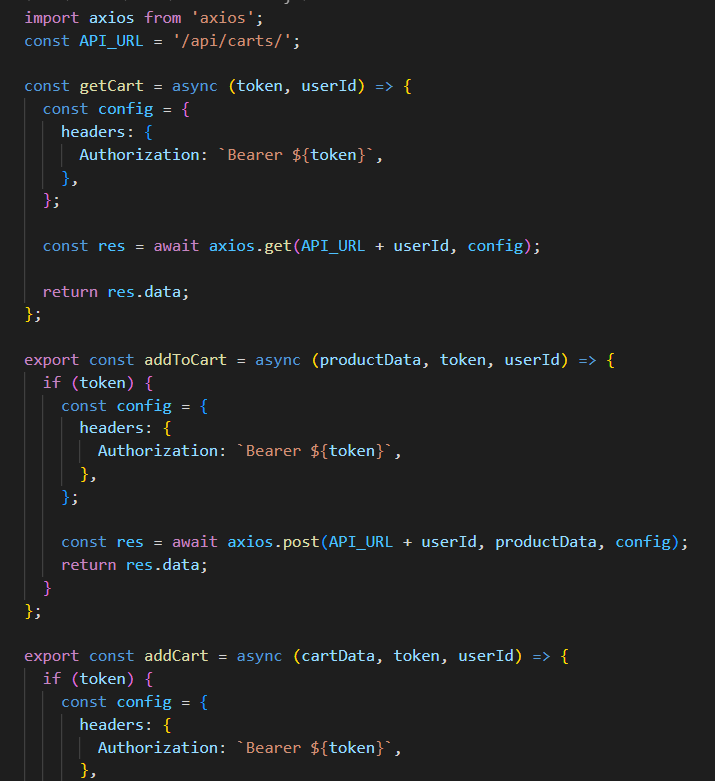 import axios from 'axios';
const API_URL = '/api/carts/';
const getCart = async (token, userId) => {
  const config = {
    headers: {
      Authorization: `Bearer ${token}`,
    },
  };
  const res = await axios.get(API_URL + userId, config);
  return res.data;
};
export const addToCart = async (productData, token, userId) => {
  if (token) {
    const config = {
      headers: {
        Authorization: `Bearer ${token}`,
      },
    };
    const res = await axios.post(API_URL + userId, productData, config);
    return res.data;
  }
};
export const addCart = async (cartData, token, userId) => {
  if (token) {
    const config = {
      headers: {
        Authorization: `Bearer ${token}`,
      },